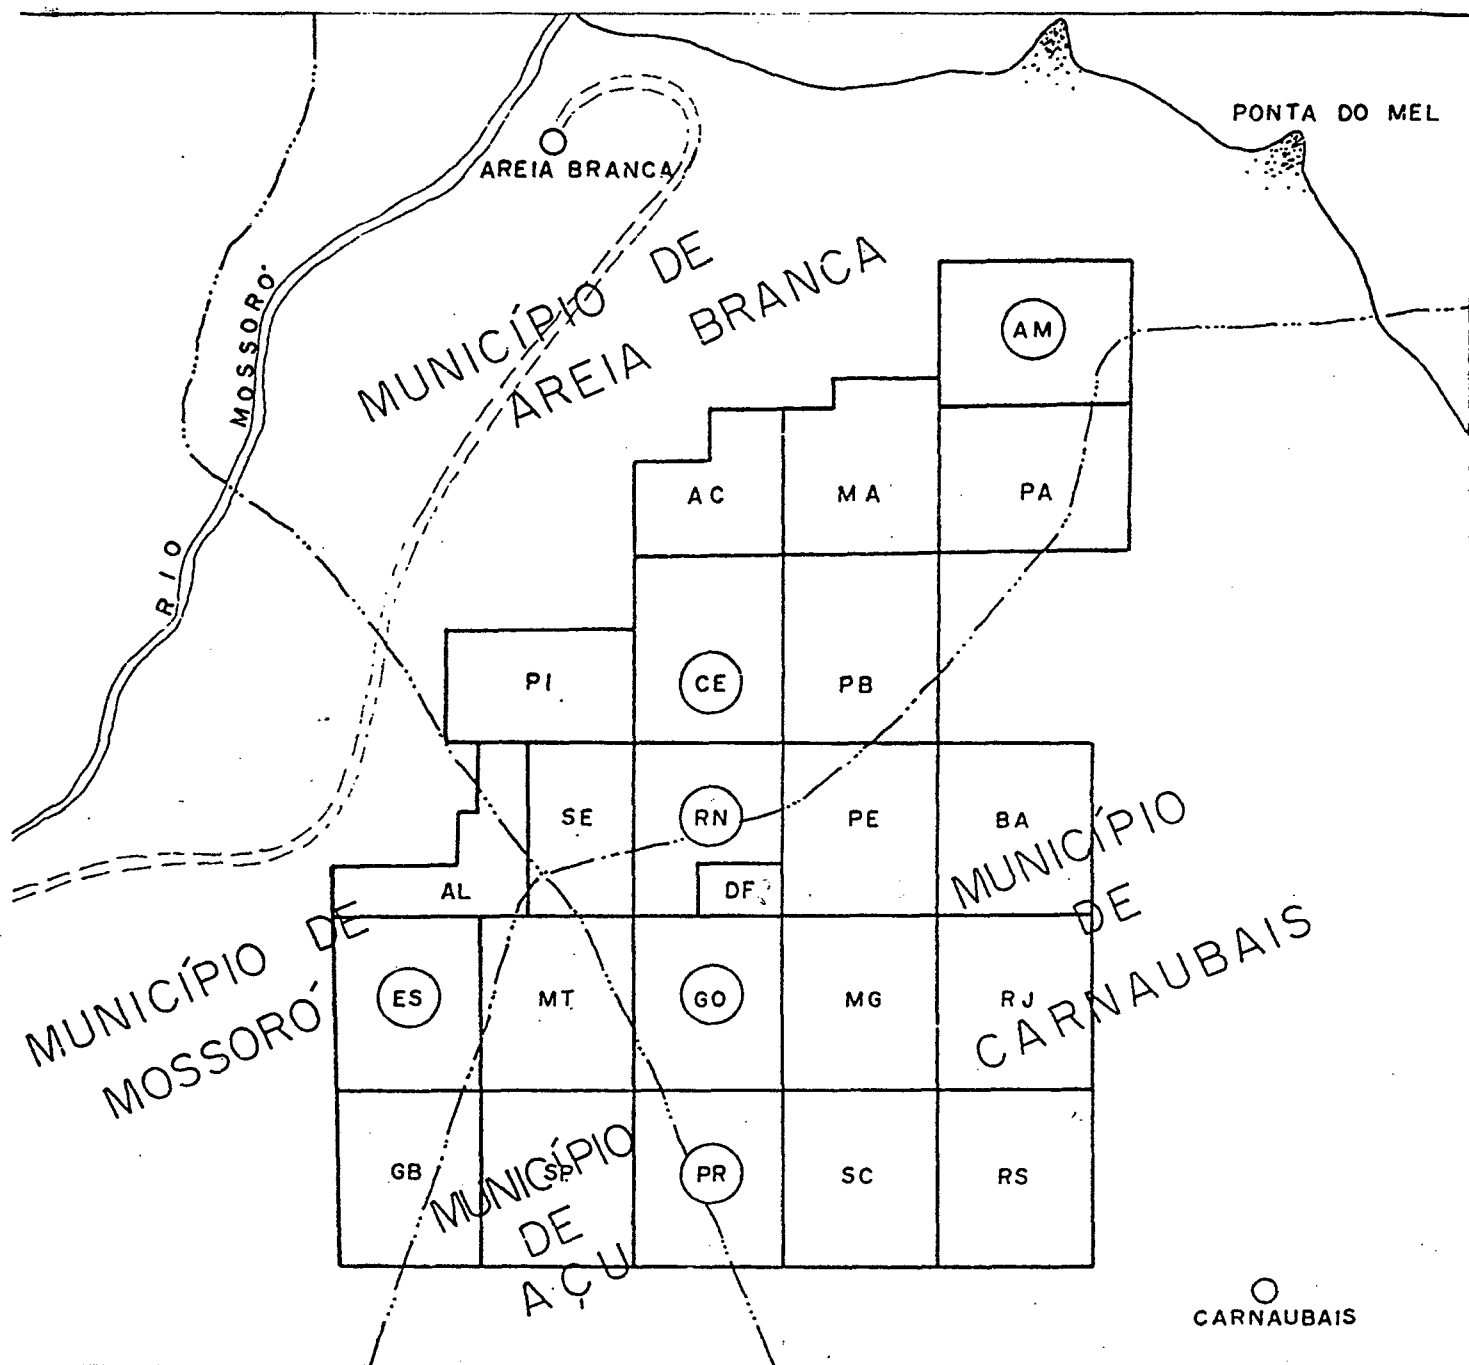 PONTA DO MEL
AREIA BRANCA
MUNICÍPIO DE
AREIA BRANCA
RIO MOSSORÓ
AM
AC
MA
PA
PI
CE
PB
SE
RN
PE
BA
AL
DF
MUNICÍPIO
DE
CARNAUBAIS
MUNICÍPIO DE
MOSSORÓ
ES
MT
GO
MG
RJ
GB
SP
PR
SC
RS
MUNICÍPIO
DE
AÇU
CARNAUBAIS